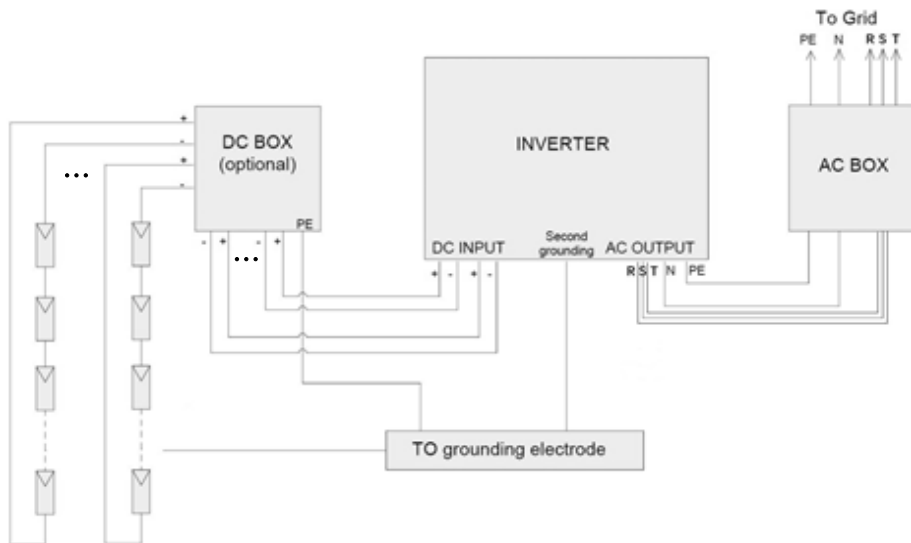 To Grid
PE N R S T
+
-
+
-
...
DC BOX
(optional)
PE
- + ... - +
INVERTER
DC INPUT
Second
grounding
AC OUTPUT
+ - + -
R S T N PE
AC BOX
TO grounding electrode